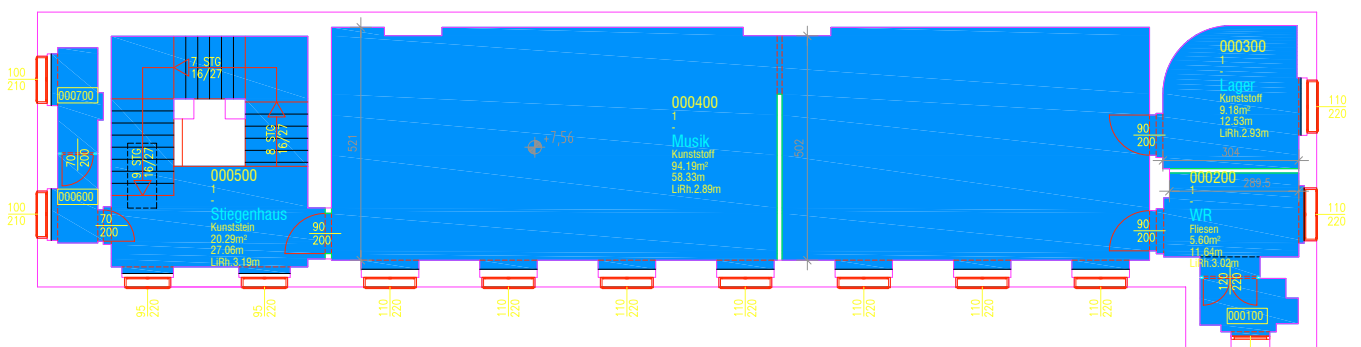 100
210
000700
70
200
000600
100
210
7 STG
16/27
9 STG
16/27
8 STG
16/27
000500
1
-
Stiegenhaus
Kunststein
20.29m²
27.06m
LiRh.3.19m
70
200
90
200
95
220
95
220
521
+7,56
000400
1
-
Musik
Kunststoff
94.19m²
58.33m
LiRh.2.89m
502
110
220
110
220
110
220
110
220
110
220
110
220
110
220
90
200
90
200
000300
1
-
Lager
Kunststoff
9.18m²
12.53m
LiRh.2.93m
304
110
220
000200
289.5
1
-
WR
Fliesen
5.60m²
11.64m
LiRh.3.02m
110
220
120
220
000100